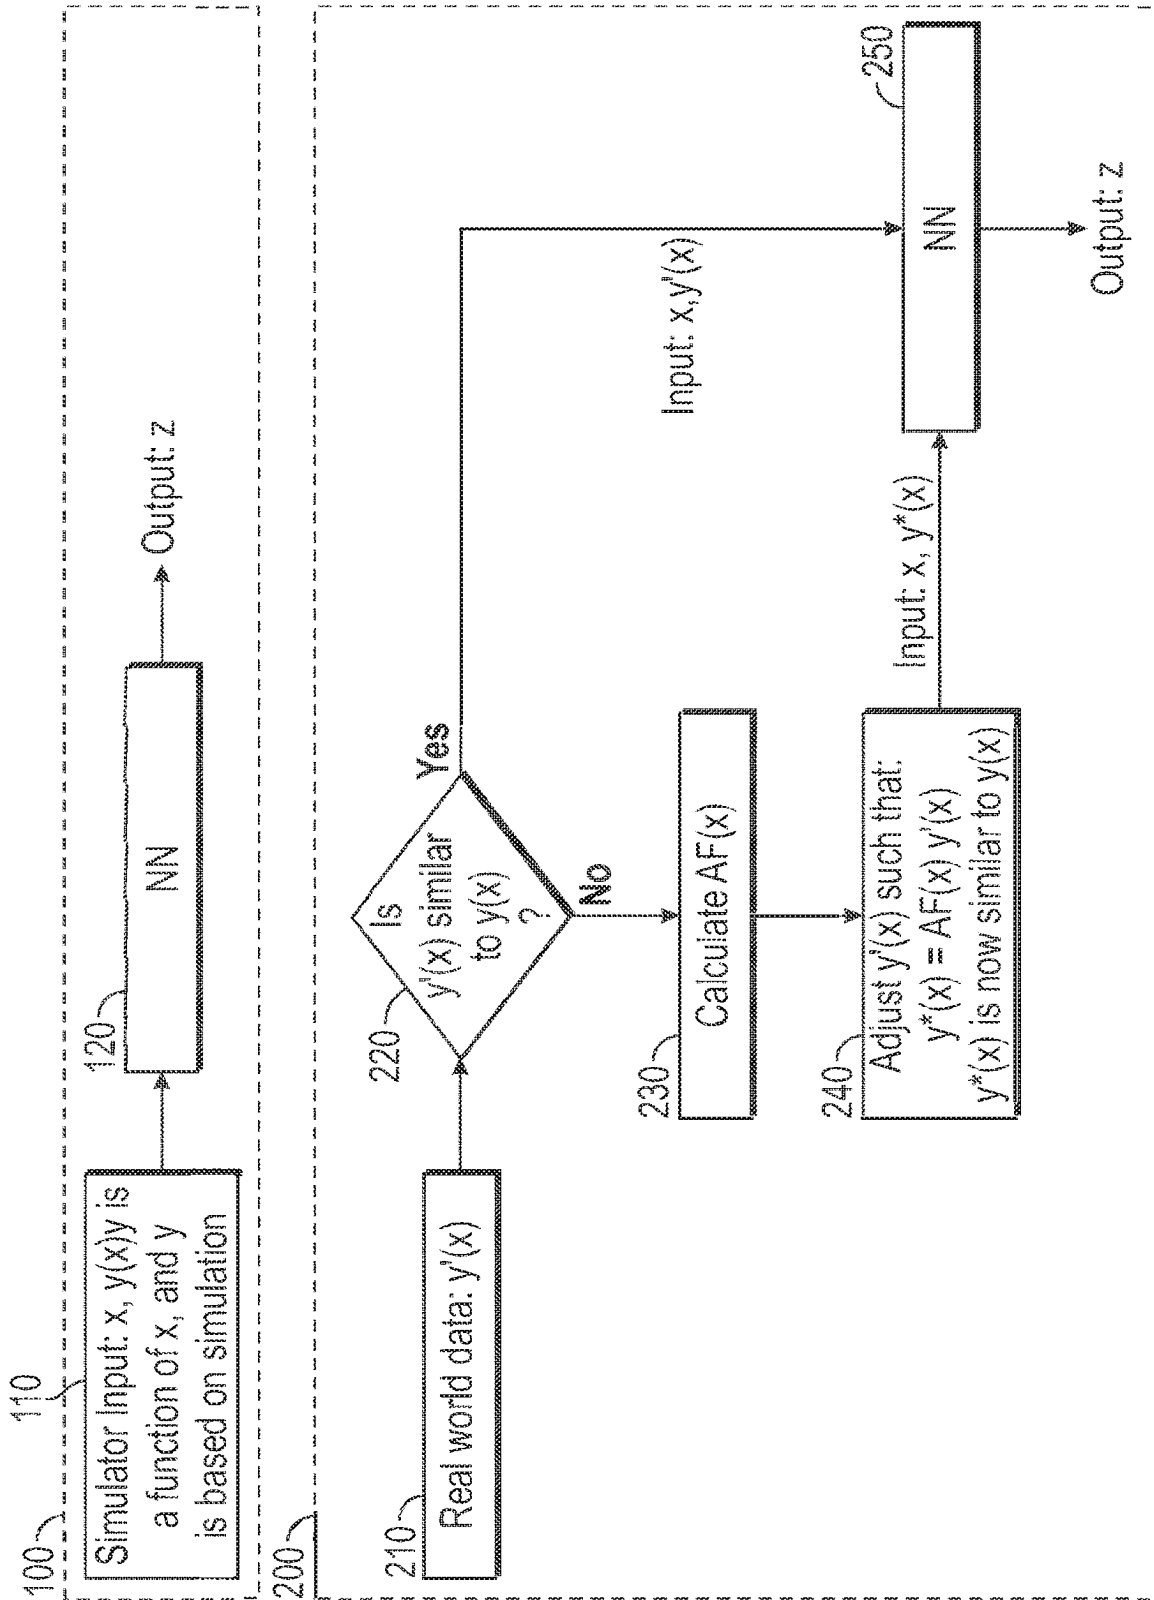 100
110
Simulator Input: x, y(x)y is
a function of x, and y
is based on simulation
120
NN
Output: z
200
210
Real world data: y'(x)
220
Is
y'(x) similar
to y(x)
?
Yes
No
230
Calculate AF(x)
240
Adjust y'(x) such that:
y*(x) = AF(x) y'(x)
y*(x) is now similar to y(x)
Input: x, y*(x)
Input: x,y'(x)
250
NN
Output: z